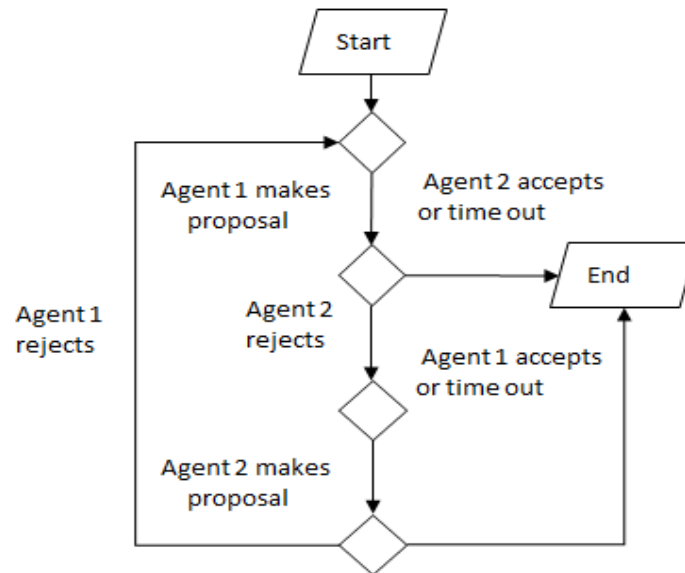 Start
Agent 1 makes
proposal
Agent 2 accepts
or time out
End
Agent 1
rejects
Agent 2
rejects
Agent 1 accepts
or time out
Agent 2 makes
proposal